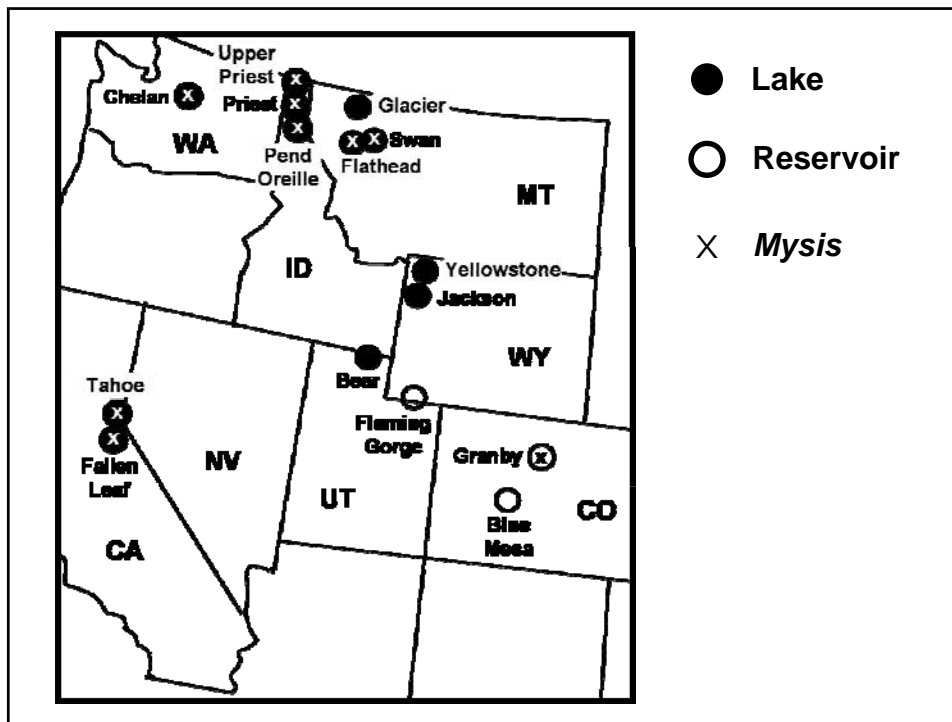 Upper
Priest
Chelan
Priest
Glacier
WA
Swan
Pend
Oreille
Flathead
MT
ID
Yellowstone
Jackson
WY
Bear
Tahoe
Flaming
Gorge
Fallen
Leaf
NV
UT
Granby
CO
Blue
Mesa
CA
Lake
Reservoir
X Mysis